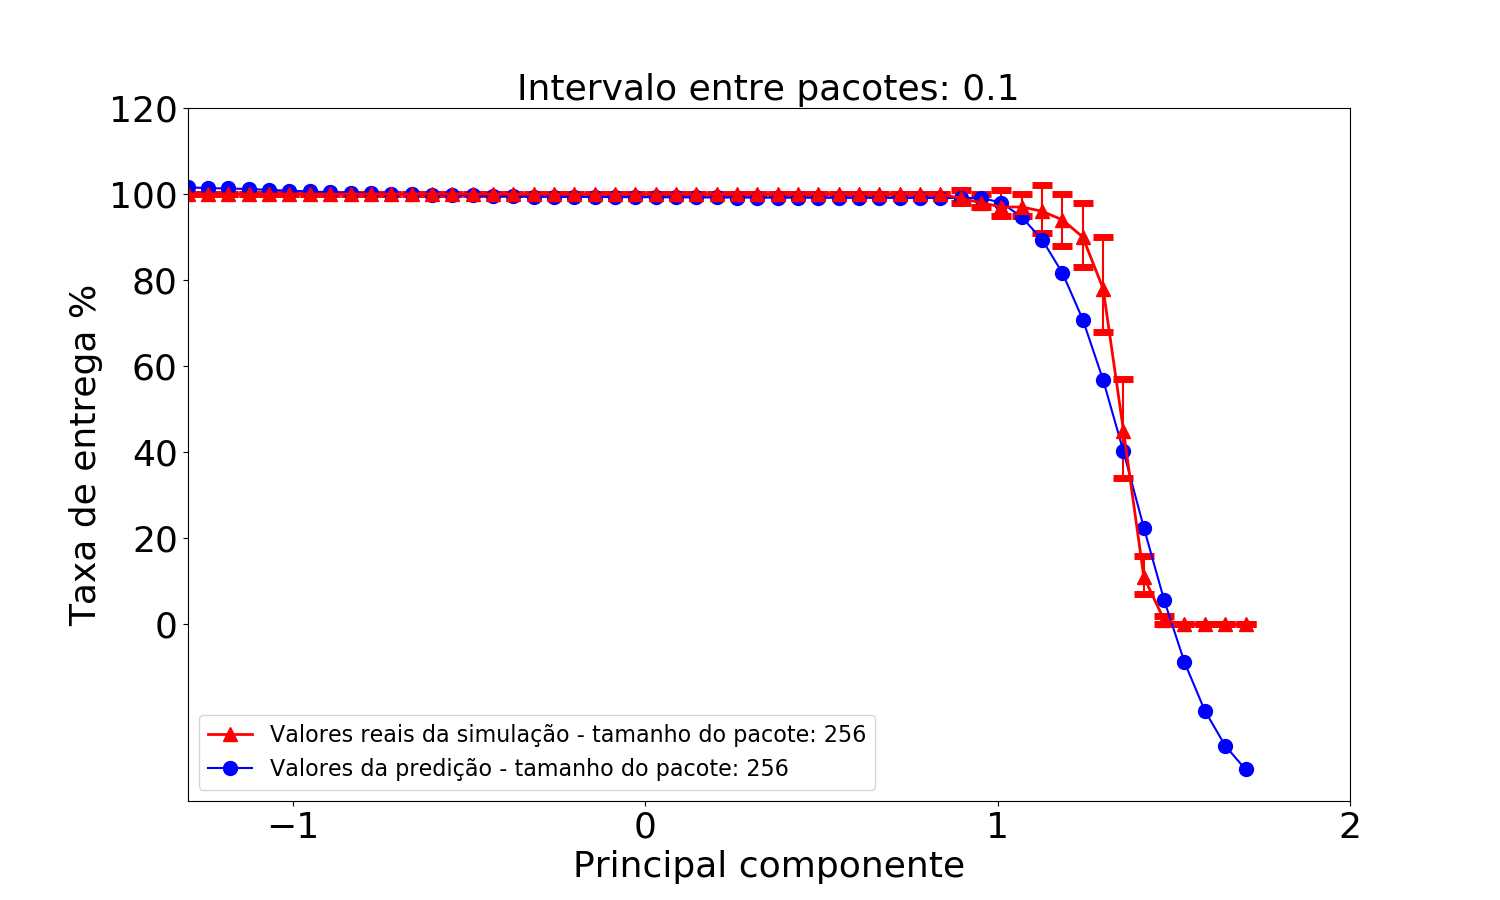 Intervalo entre pacotes: 0.1
120
100
80
60
40
20
0
Taxa de entrega %
Valores reais da simulação - tamanho do pacote: 256
Valores da predição - tamanho do pacote: 256
−1 0 1 2
Principal componente